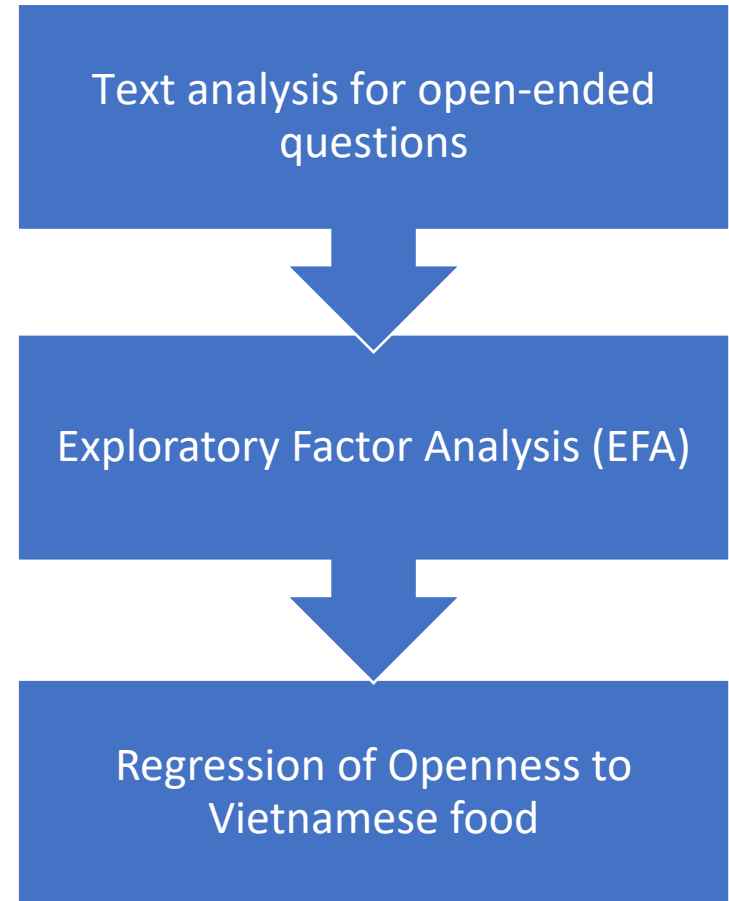 Text analysis for open-ended
questions
Exploratory Factor Analysis (EFA)
Regression of Openness to
Vietnamese food